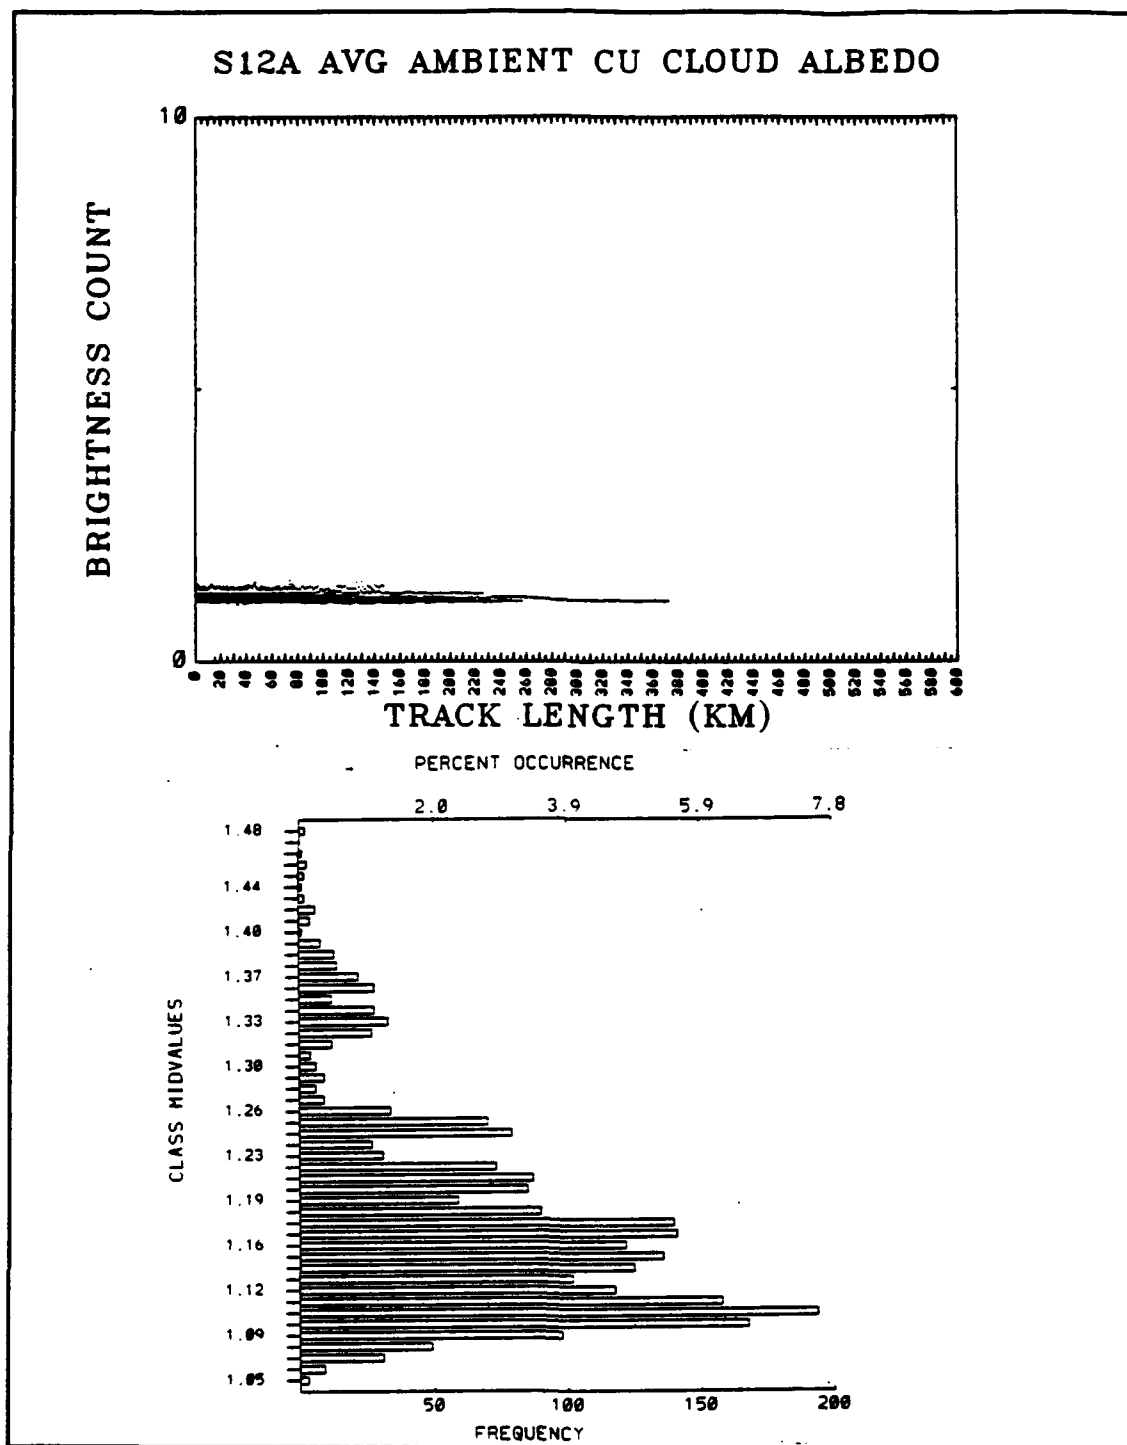 S12A AVG AMBIENT CU CLOUD ALBEDO
10
BRIGHTNESS COUNT
0
0 20 40 60 80 100 120 140 160 180 200 220 240 260 280 300 320 340 360 380 400 420 440 460 480 500 520 540 560 580 600
TRACK LENGTH (KM)
PERCENT OCCURRENCE
2.0 3.9 5.9 7.8
1.48
1.44
1.40
1.37
1.33
1.30
1.26
1.23
1.19
1.16
1.12
1.09
1.05
CLASS MIDVALUES
50 100 150 200
FREQUENCY